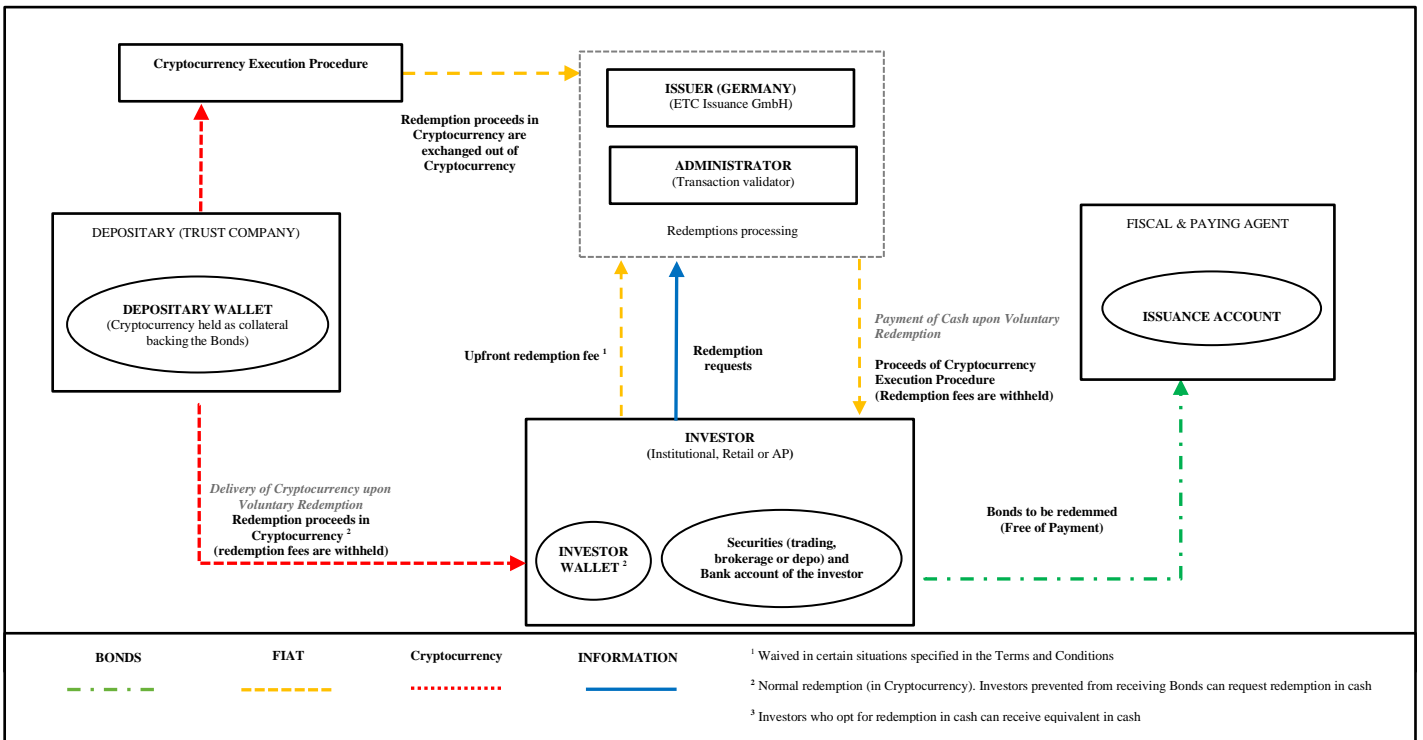 Cryptocurrency Execution Procedure
Redemption proceeds in
Cryptocurrency are
exchanged out of
Cryptocurrency
ISSUER (GERMANY)
(ETC Issuance GmbH)
ADMINISTRATOR
(Transaction validator)
Redemptions processing
DEPOSITARY (TRUST COMPANY)
DEPOSITARY WALLET
(Cryptocurrency held as collateral
backing the Bonds)
FISCAL & PAYING AGENT
ISSUANCE ACCOUNT
Upfront redemption fee ¹
Redemption
requests
Payment of Cash upon Voluntary
Redemption
Proceeds of Cryptocurrency
Execution Procedure
(Redemption fees are withheld)
INVESTOR
(Institutional, Retail or AP)
INVESTOR
WALLET ²
Securities (trading,
brokerage or depo) and
Bank account of the investor
Delivery of Cryptocurrency upon
Voluntary Redemption
Redemption proceeds in
Cryptocurrency ²
(redemption fees are withheld)
Bonds to be redemmed
(Free of Payment)
BONDS
FIAT
Cryptocurrency
INFORMATION
¹ Waived in certain situations specified in the Terms and Conditions
² Normal redemption (in Cryptocurrency). Investors prevented from receiving Bonds can request redemption in cash
³ Investors who opt for redemption in cash can receive equivalent in cash